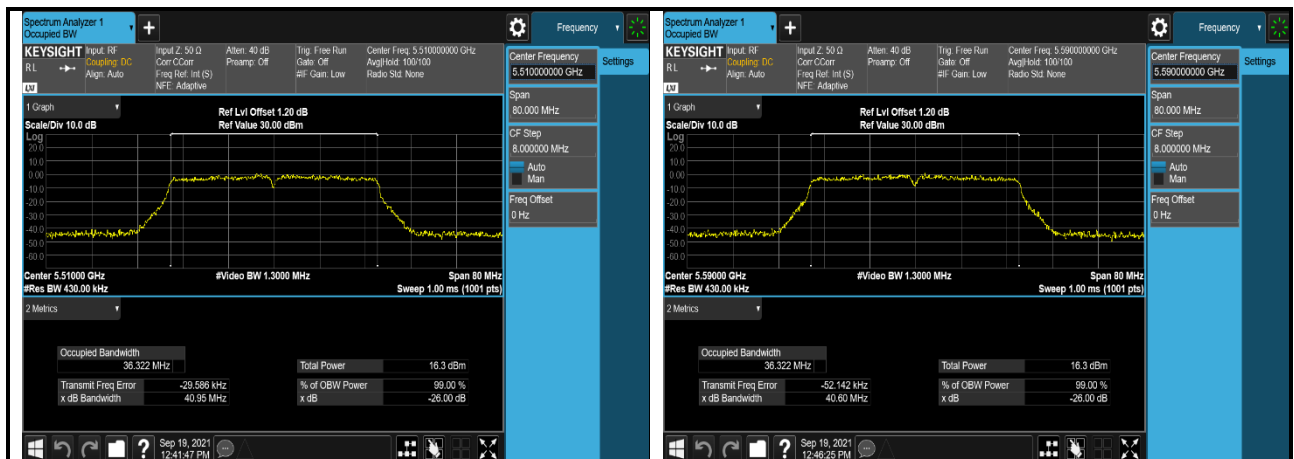 Spectrum Analyzer 1
Occupied BW
+
Frequency
KEYSIGHT
Input: RF
Coupling: DC
Align: Auto
Input Z: 50 Ω
Corr CCorr
Freq Ref: Int (S)
NFE: Adaptive
Atten: 40 dB
Preamp: Off
Trig: Free Run
Gate: Off
#IF Gain: Low
Center Freq: 5.510000000 GHz
Avg|Hold: 100/100
Radio Std: None
RL
LXI
Center Frequency
5.510000000 GHz
Settings
Span
80.000 MHz
CF Step
8.000000 MHz
Auto
Man
Freq Offset
0 Hz
1 Graph
Scale/Div 10.0 dB
Ref Lvl Offset 1.20 dB
Ref Value 30.00 dBm
Log
20.0
10.0
0.00
-10.0
-20.0
-30.0
-40.0
-50.0
-60.0
Center 5.51000 GHz
#Video BW 1.3000 MHz
Span 80 MHz
#Res BW 430.00 kHz
Sweep 1.00 ms (1001 pts)
2 Metrics
Occupied Bandwidth
36.322 MHz
Total Power 16.3 dBm
Transmit Freq Error -29.586 kHz
% of OBW Power 99.00 %
x dB Bandwidth 40.95 MHz
x dB -26.00 dB
? Sep 19, 2021
12:41:47 PM
Spectrum Analyzer 1
Occupied BW
+
Frequency
KEYSIGHT
Input: RF
Coupling: DC
Align: Auto
Input Z: 50 Ω
Corr CCorr
Freq Ref: Int (S)
NFE: Adaptive
Atten: 40 dB
Preamp: Off
Trig: Free Run
Gate: Off
#IF Gain: Low
Center Freq: 5.590000000 GHz
Avg|Hold: 100/100
Radio Std: None
RL
LXI
Center Frequency
5.590000000 GHz
Settings
Span
80.000 MHz
CF Step
8.000000 MHz
Auto
Man
Freq Offset
0 Hz
1 Graph
Scale/Div 10.0 dB
Ref Lvl Offset 1.20 dB
Ref Value 30.00 dBm
Log
20.0
10.0
0.00
-10.0
-20.0
-30.0
-40.0
-50.0
-60.0
Center 5.59000 GHz
#Video BW 1.3000 MHz
Span 80 MHz
#Res BW 430.00 kHz
Sweep 1.00 ms (1001 pts)
2 Metrics
Occupied Bandwidth
36.322 MHz
Total Power 16.3 dBm
Transmit Freq Error -52.142 kHz
% of OBW Power 99.00 %
x dB Bandwidth 40.60 MHz
x dB -26.00 dB
? Sep 19, 2021
12:46:25 PM